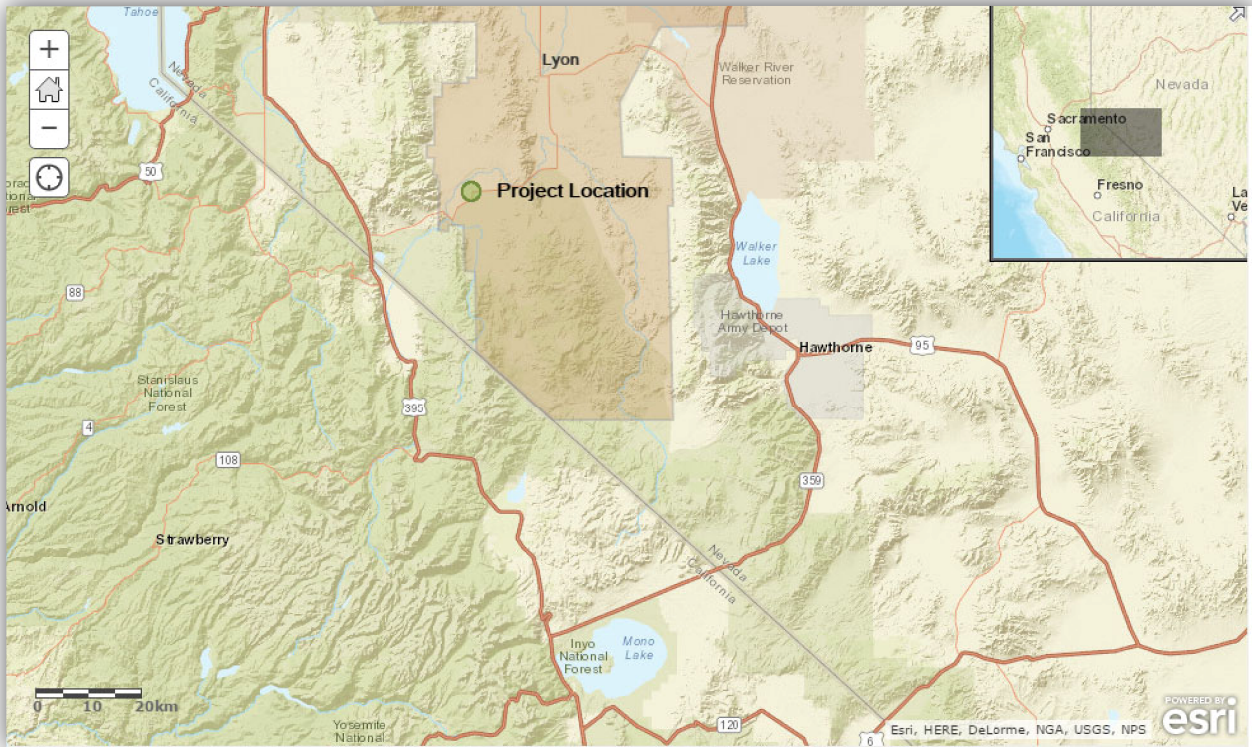 Tahoe
Nevada
California
Lyon
Walker River
Reservation
+
−
50
Project Location
Nevada
Sacramento
San
Francisco
Fresno
California
La
Ve
Walker
Lake
88
Hawthorne
Army Depot
Hawthorne
95
Stanislaus
National
Forest
395
4
108
359
Arnold
Strawberry
Nevada
California
Inyo
National
Forest
Mono
Lake
0 10 20km
Yosemite
National
120
6
Esri, HERE, DeLorme, NGA, USGS, NPS
POWERED BY
esri